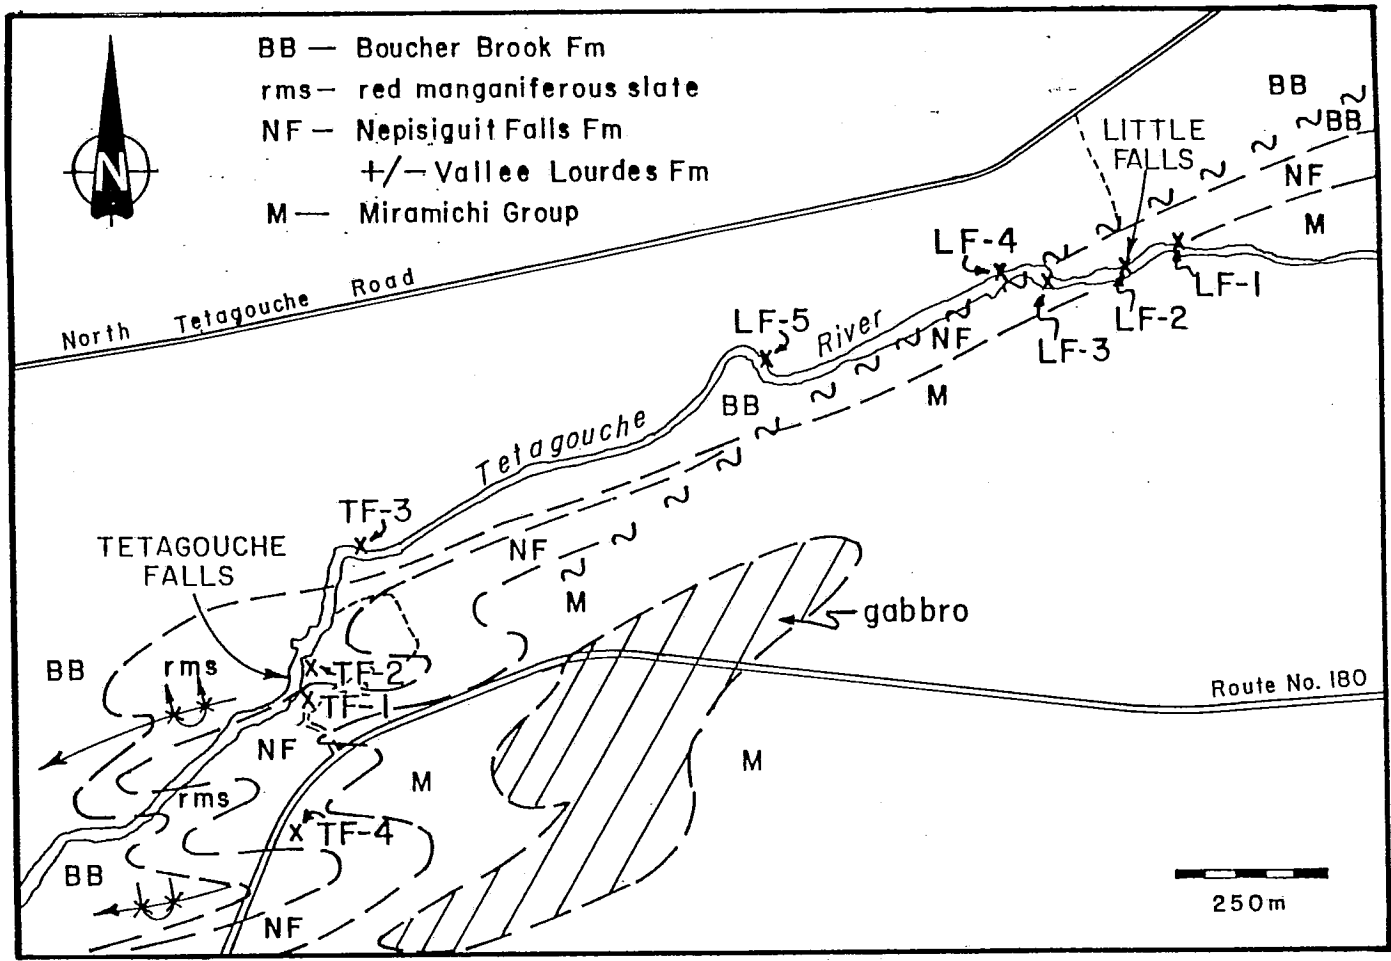 BB — Boucher Brook Fm
rms — red manganiferous slate
NF — Nepisiguit Falls Fm
+/— Vallee Lourdes Fm
M — Miramichi Group
N
BB
BB
LITTLE
FALLS
NF
M
LF-4
LF-1
LF-2
LF-3
North Tetagouche Road
LF-5
River
NF
M
BB
Tetagouche
TF-3
TETAGOUCHE
FALLS
NF
M
gabbro
BB
rms
TF-2
TF-1
Route No. 180
NF
M
M
rms
TF-4
BB
NF
250m